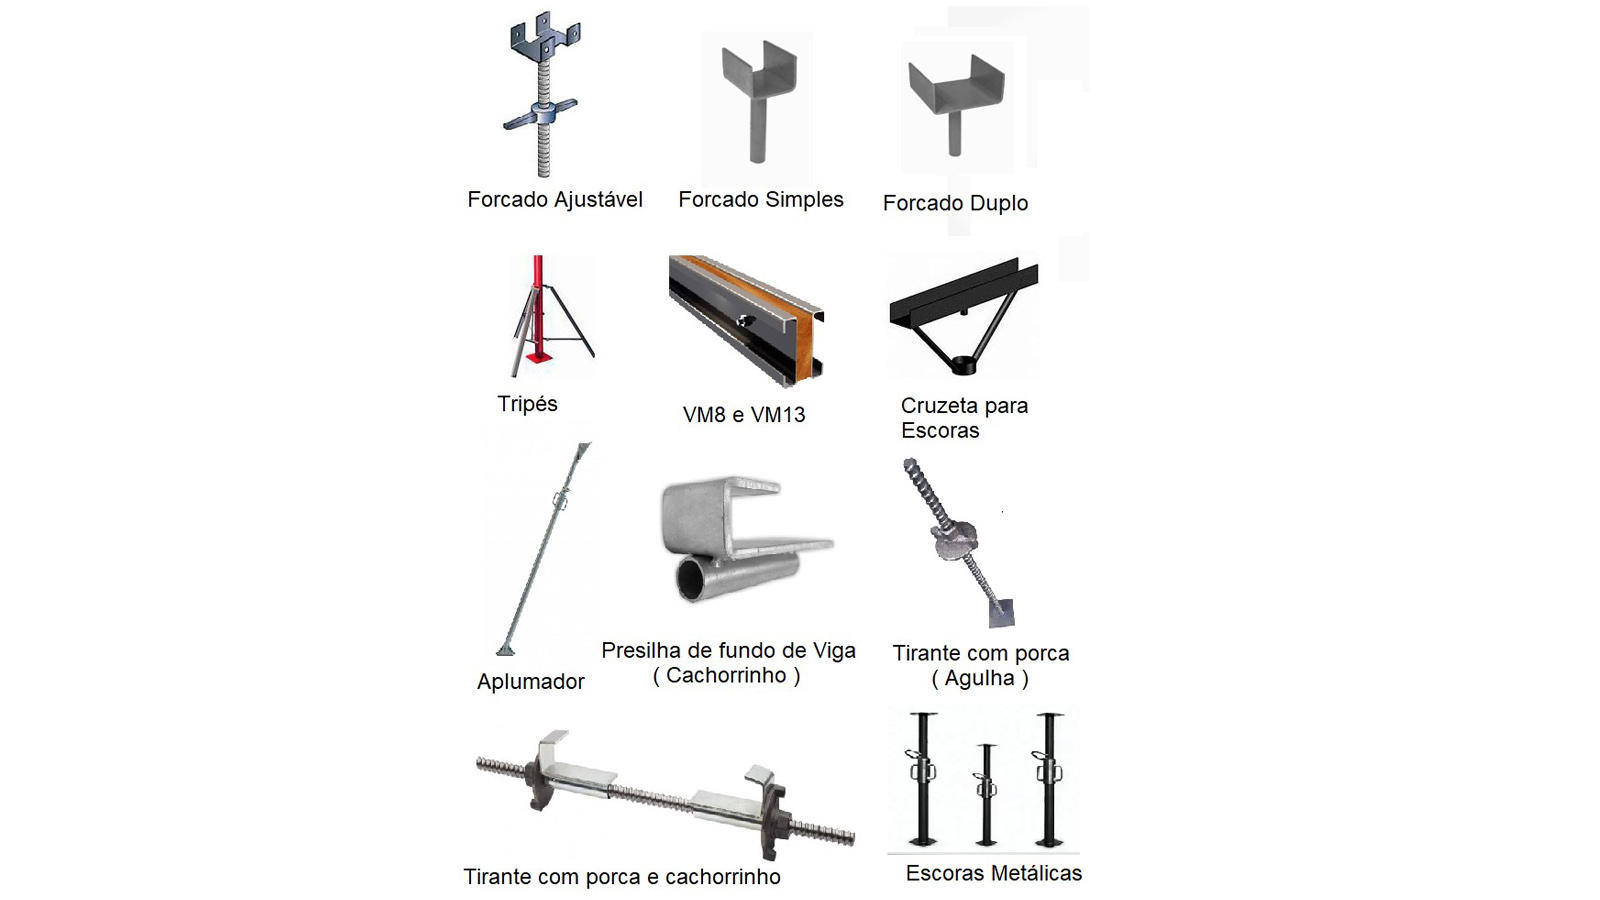 Forcado Ajustável
Forcado Simples
Forcado Duplo
Tripés
VM8 e VM13
Cruzeta para
Escoras
Aplumador
Presilha de fundo de Viga
( Cachorrinho )
Tirante com porca
( Agulha )
Tirante com porca e cachorrinho
Escoras Metálicas